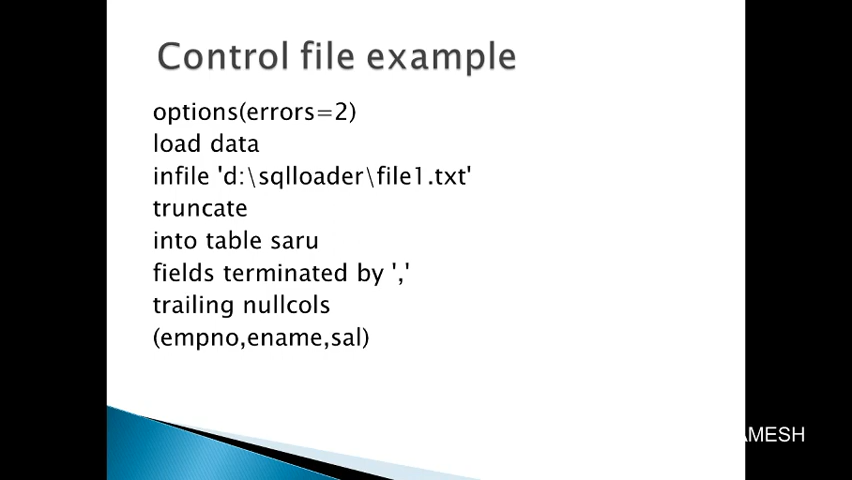 Control file example
options(errors=2)
load data
infile 'd:\sqlloader\file1.txt'
truncate
into table saru
fields terminated by ','
trailing nullcols
(empno,ename,sal)